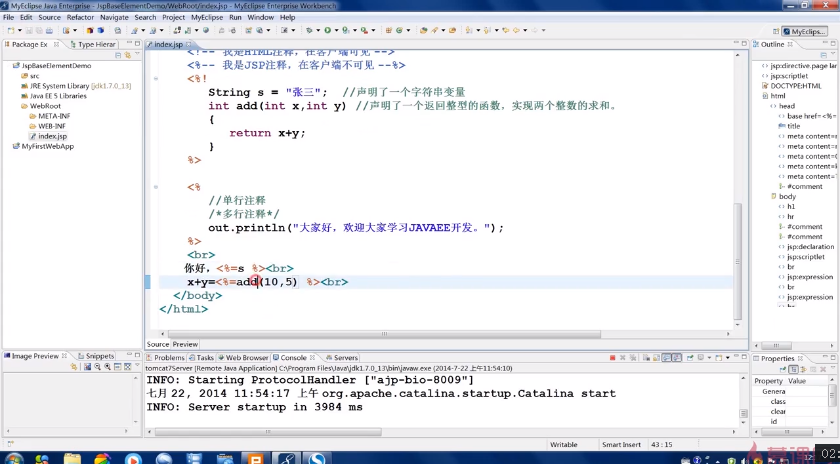 MyEclipse Java Enterprise - JspBaseElementDemo/WebRoot/index.jsp - MyEclipse Enterprise Workbench
File Edit Source Refactor Navigate Search Project MyEclipse Run Window Help
MyEclips...
Package Ex
Type Hierar
JspBaseElementDemo
src
JRE System Library [jdk1.7.0_13]
Java EE 5 Libraries
WebRoot
META-INF
WEB-INF
index.jsp
MyFirstWebApp
index.jsp
<!-- 我是HTML注释，在客户端可见 -->
<%-- 我是JSP注释，在客户端不可见 --%>
<%!
String s = "张三"; //声明了一个字符串变量
int add(int x,int y) //声明了一个返回整型的函数，实现两个整数的求和。
{
return x+y;
}
%>
<%
//单行注释
/*多行注释*/
out.println("大家好，欢迎大家学习JAVAEE开发。");
%>
<br>
你好，<%=s %><br>
x+y=<%=add(10,5) %><br>
</body>
</html>
Source Preview
Outline
jsp:directive.page
jsp:scriptlet
DOCTYPE:html
html
head
base href=<%=
title
meta conten
meta conten
meta conten
#comment
body
h1
hr
#comment
#comment
jsp:declaration
jsp:scriptlet
br
jsp:expression
br
jsp:expression
br
Image Preview
Snippets
Problems Tasks Web Browser Console Servers
tomcat7Server [Remote Java Application] C:\Program Files\Java\jdk1.7.0_13\bin\javaw.exe (2014-7-22 上午11:54:10)
INFO: Starting ProtocolHandler ["ajp-bio-8009"]
七月 22, 2014 11:54:17 上午 org.apache.catalina.startup.Catalina start
INFO: Server startup in 3984 ms
Properties
Property Value
Genera
class
clear
id
Writable Smart Insert 43 : 15